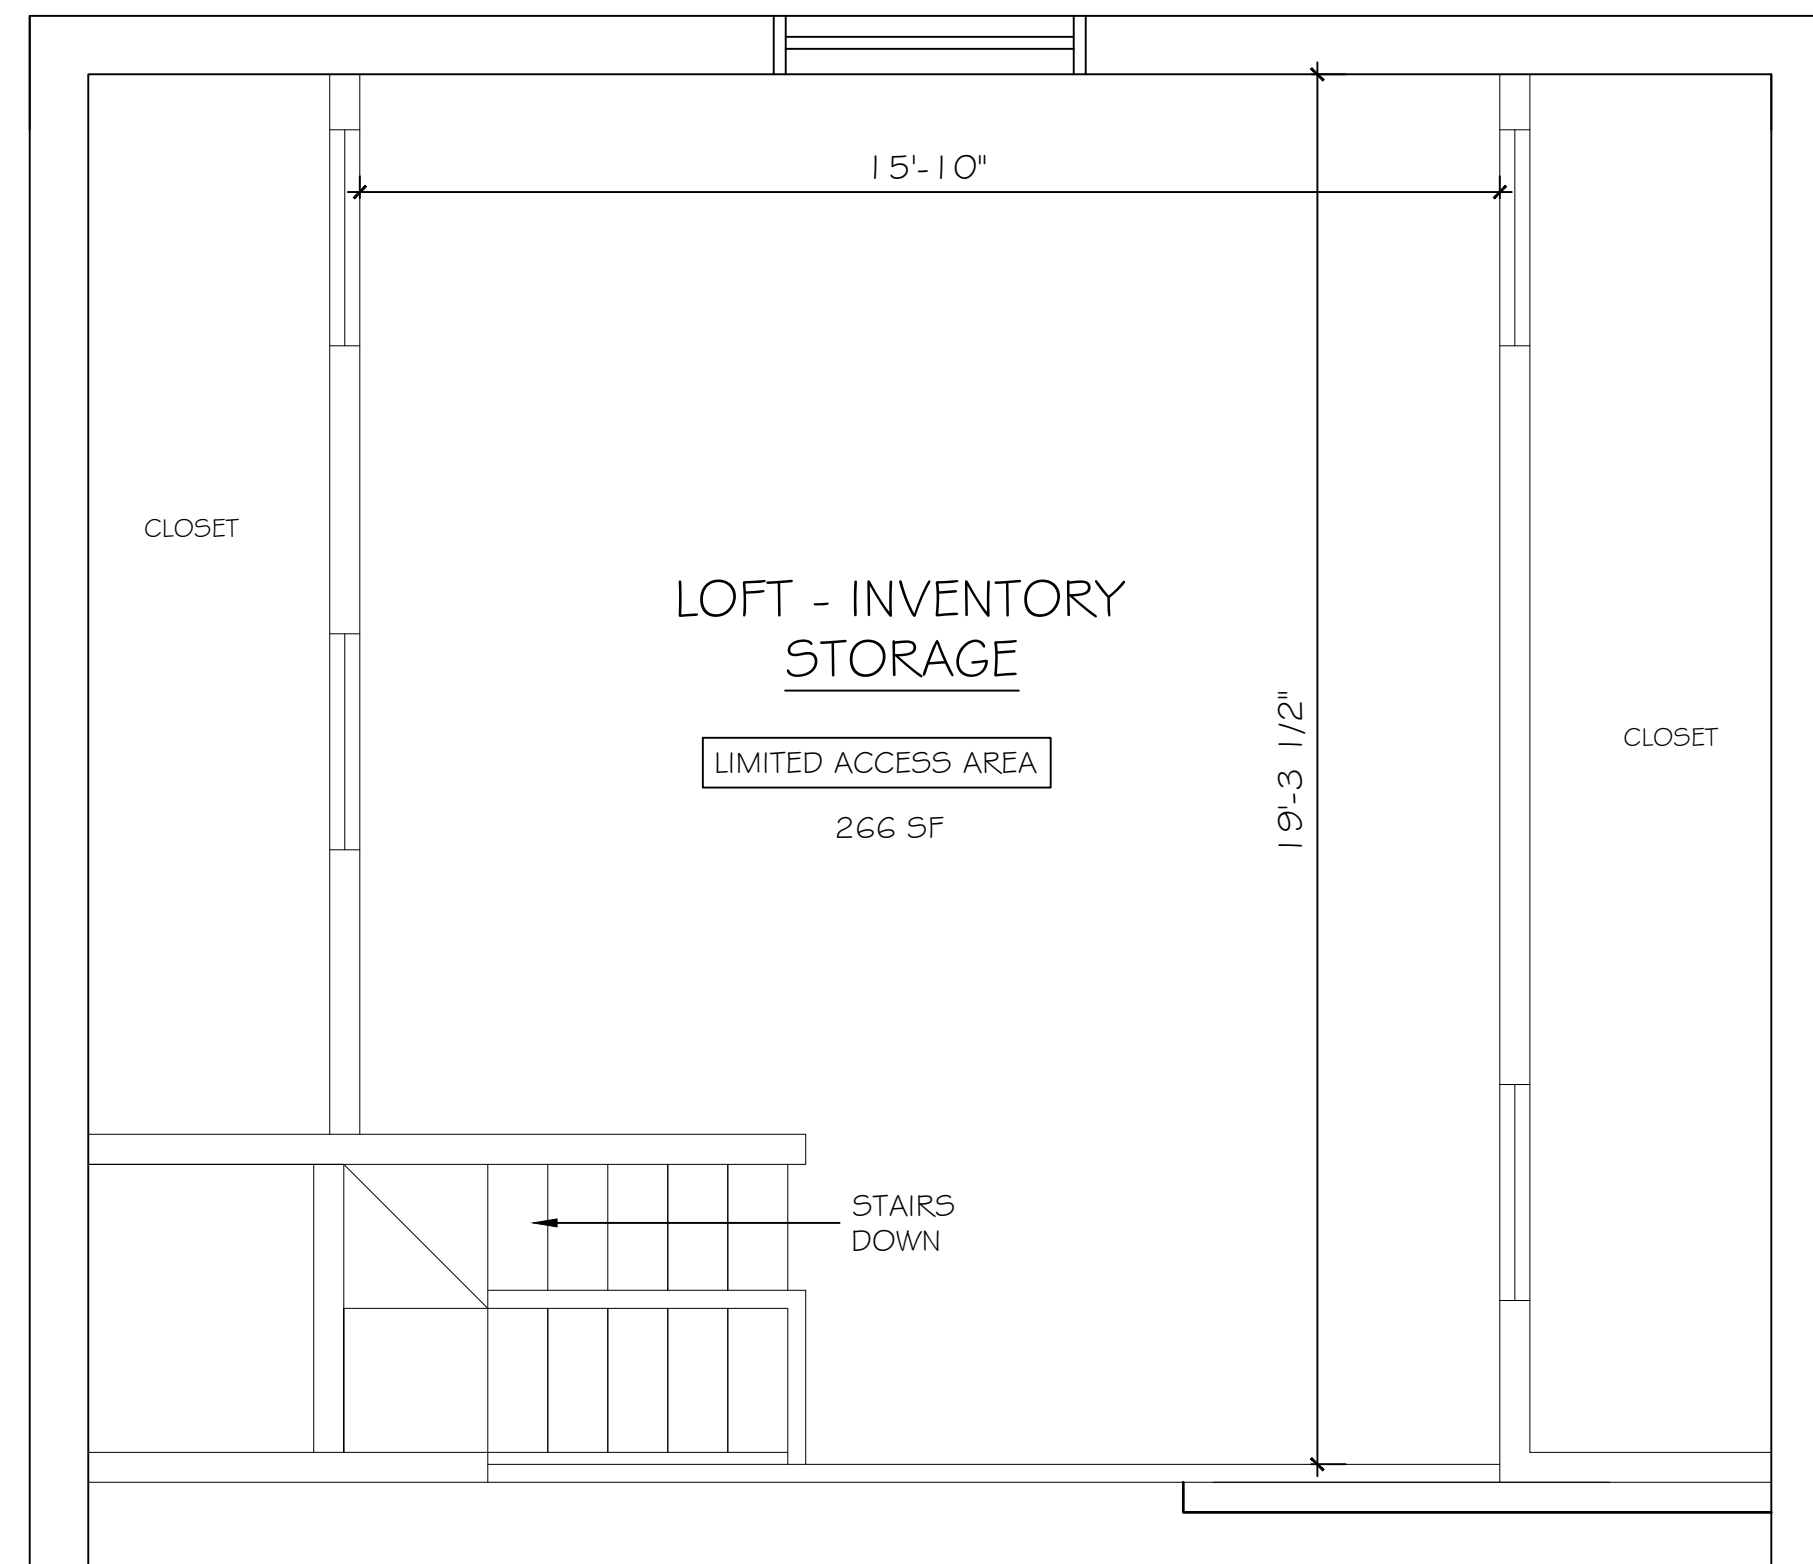 15'-10"
CLOSET
LOFT - INVENTORY
STORAGE
LIMITED ACCESS AREA
266 SF
19'-3 1/2"
CLOSET
STAIRS
DOWN